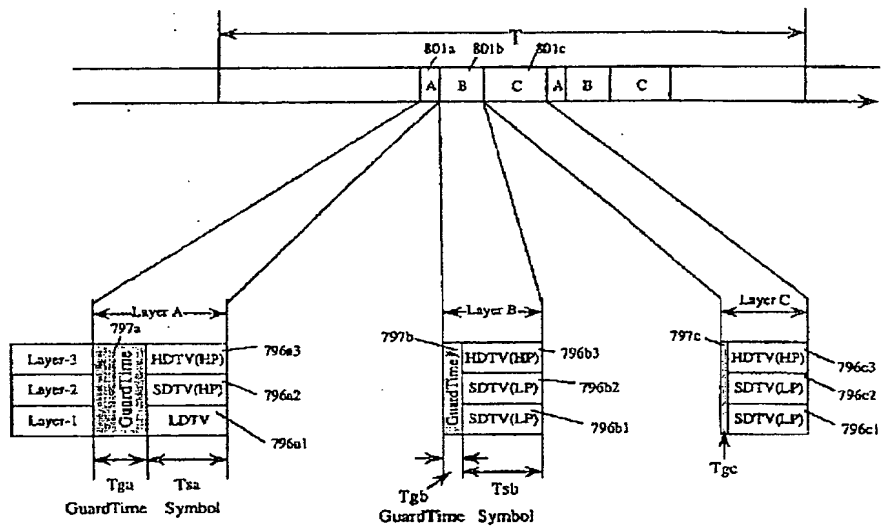 T
801a 801b 801c
A B C A B C
Layer A Layer B Layer C
797a 797b 797c
Layer-3 GuardTime HDTV(HP) 796a3 GuardTime HDTV(HP) 796b3 HDTV(HP) 796c3
Layer-2 SDTV(HP) 796a2 SDTV(LP) 796b2 SDTV(LP) 796c2
Layer-1 LDTV 796a1 SDTV(LP) 796b1 SDTV(LP) 796c1
Tga Tsa Tgb Tsb Tgc
GuardTime Symbol GuardTime Symbol